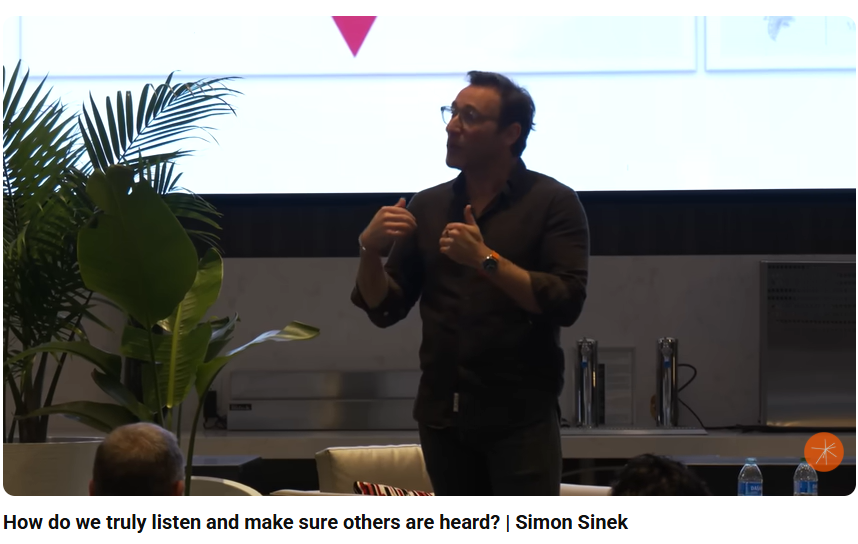 How do we truly listen and make sure others are heard? | Simon Sinek